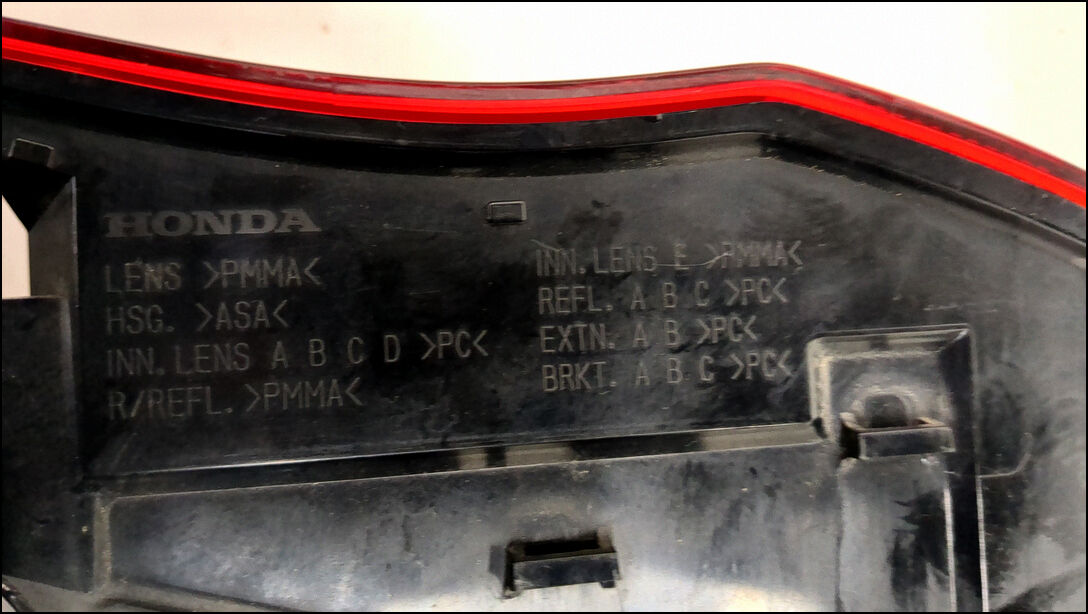 HONDA
LENS >PMMA<
HSG. >ASA<
INN. LENS A B C D >PC<
R/REFL. >PMMA<
INN. LENS E >PMMA<
REFL. A B C >PC<
EXTN. A B >PC<
BRKT. A B C >PC<